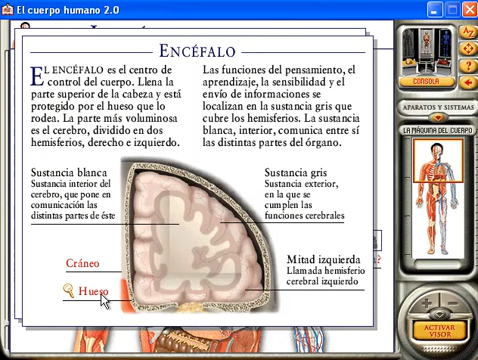 El cuerpo humano 2.0
ENCÉFALO
EL ENCÉFALO es el centro de
control del cuerpo. Llena la
parte superior de la cabeza y está
protegido por el hueso que lo
rodea. La parte más voluminosa
es el cerebro, dividido en dos
hemisferios, derecho e izquierdo.
Las funciones del pensamiento, el
aprendizaje, la sensibilidad y el
envío de informaciones se
localizan en la sustancia gris que
cubre los hemisferios. La sustancia
blanca, interior, comunica entre sí
las distintas partes del órgano.
Sustancia blanca
Sustancia interior del
cerebro, que pone en
comunicación las
distintas partes de éste
Sustancia gris
Sustancia exterior,
en la que se
cumplen las
funciones cerebrales
Cráneo
Hueso
Mitad izquierda
Llamada hemisferio
cerebral izquierdo
CONSOLA
APARATOS Y SISTEMAS
LA MÁQUINA DEL CUERPO
ACTIVAR
VISOR